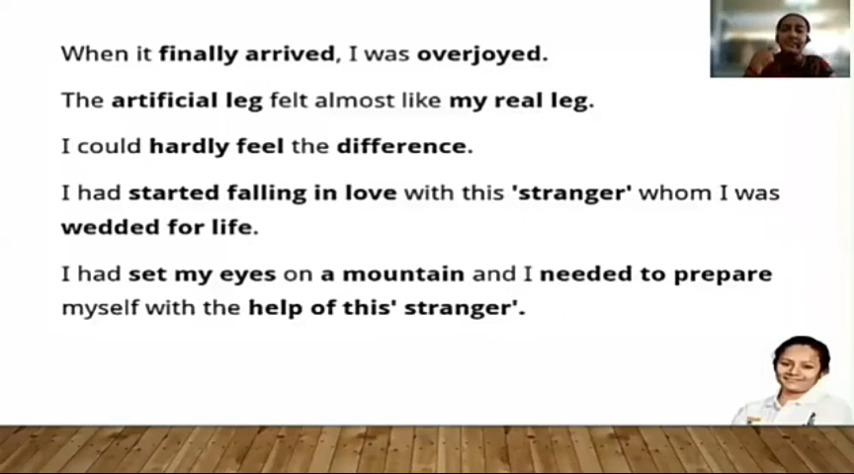 When it finally arrived, I was overjoyed.
The artificial leg felt almost like my real leg.
I could hardly feel the difference.
I had started falling in love with this 'stranger' whom I was
wedded for life.
I had set my eyes on a mountain and I needed to prepare
myself with the help of this' stranger'.